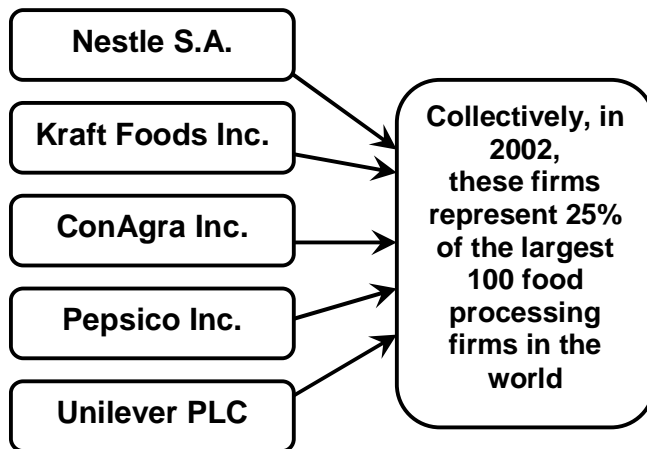 Nestle S.A.
Kraft Foods Inc.
ConAgra Inc.
Pepsico Inc.
Unilever PLC
Collectively, in
2002,
these firms
represent 25%
of the largest
100 food
processing
firms in the
world